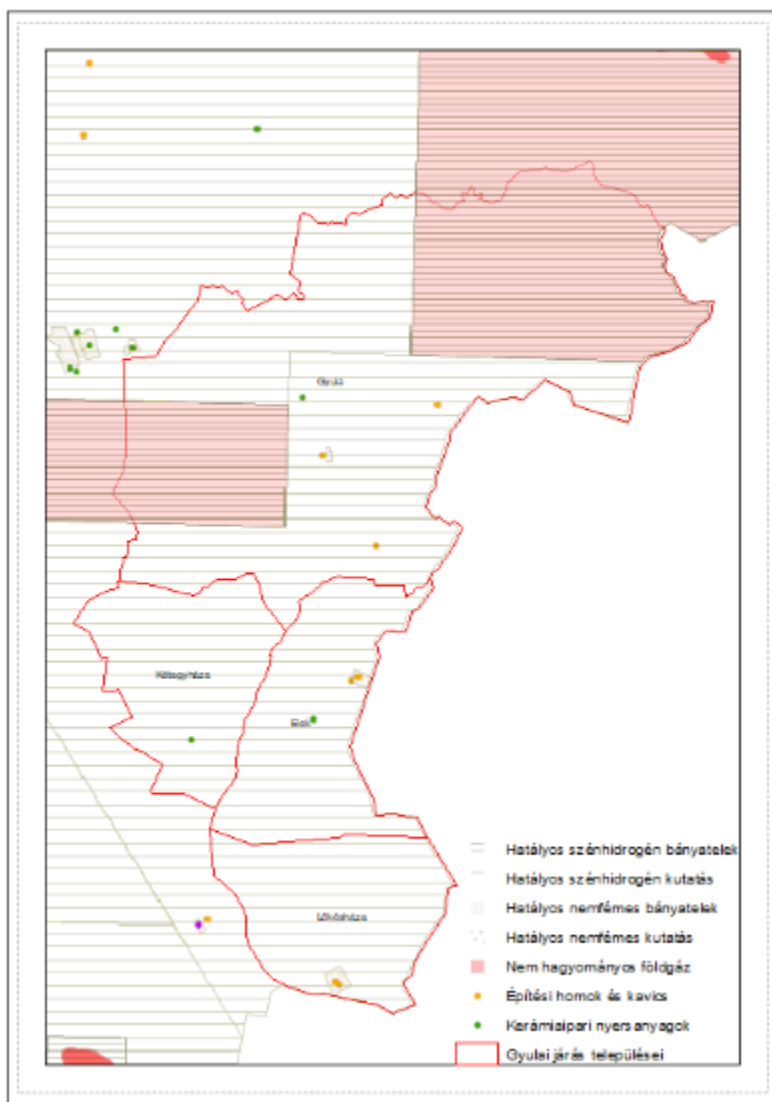 Gyula
Kétegyháza
Elek
Lőkösháza
Hatályos szénhidrogén bányatelek
Hatályos szénhidrogén kutatás
Hatályos nemfémes bányatelek
Hatályos nemfémes kutatás
Nem hagyományos földgáz
Építési homok és kavics
Kerámiaipari nyersanyagok
Gyulai járás települései